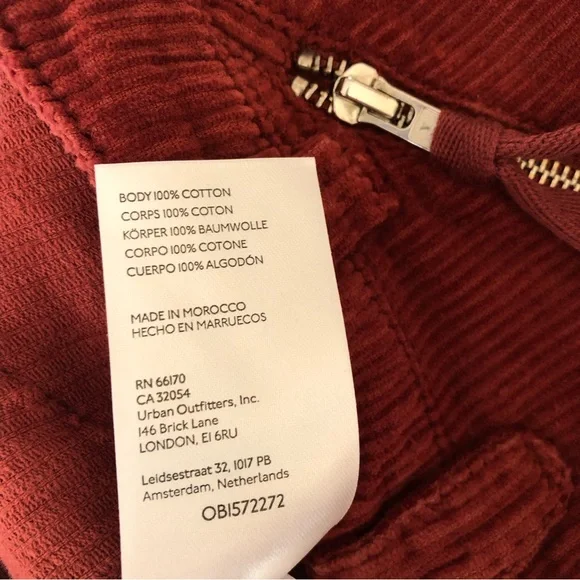 BODY 100% COTTON
CORPS 100% COTON
KÖRPER 100% BAUMWOLLE
CORPO 100% COTONE
CUERPO 100% ALGODÓN
MADE IN MOROCCO
HECHO EN MARRUECOS
RN 66170
CA 32054
Urban Outfitters, Inc.
146 Brick Lane
LONDON, E1 6RU
Leidsestraat 32, 1017 PB
Amsterdam, Netherlands
OB1572272